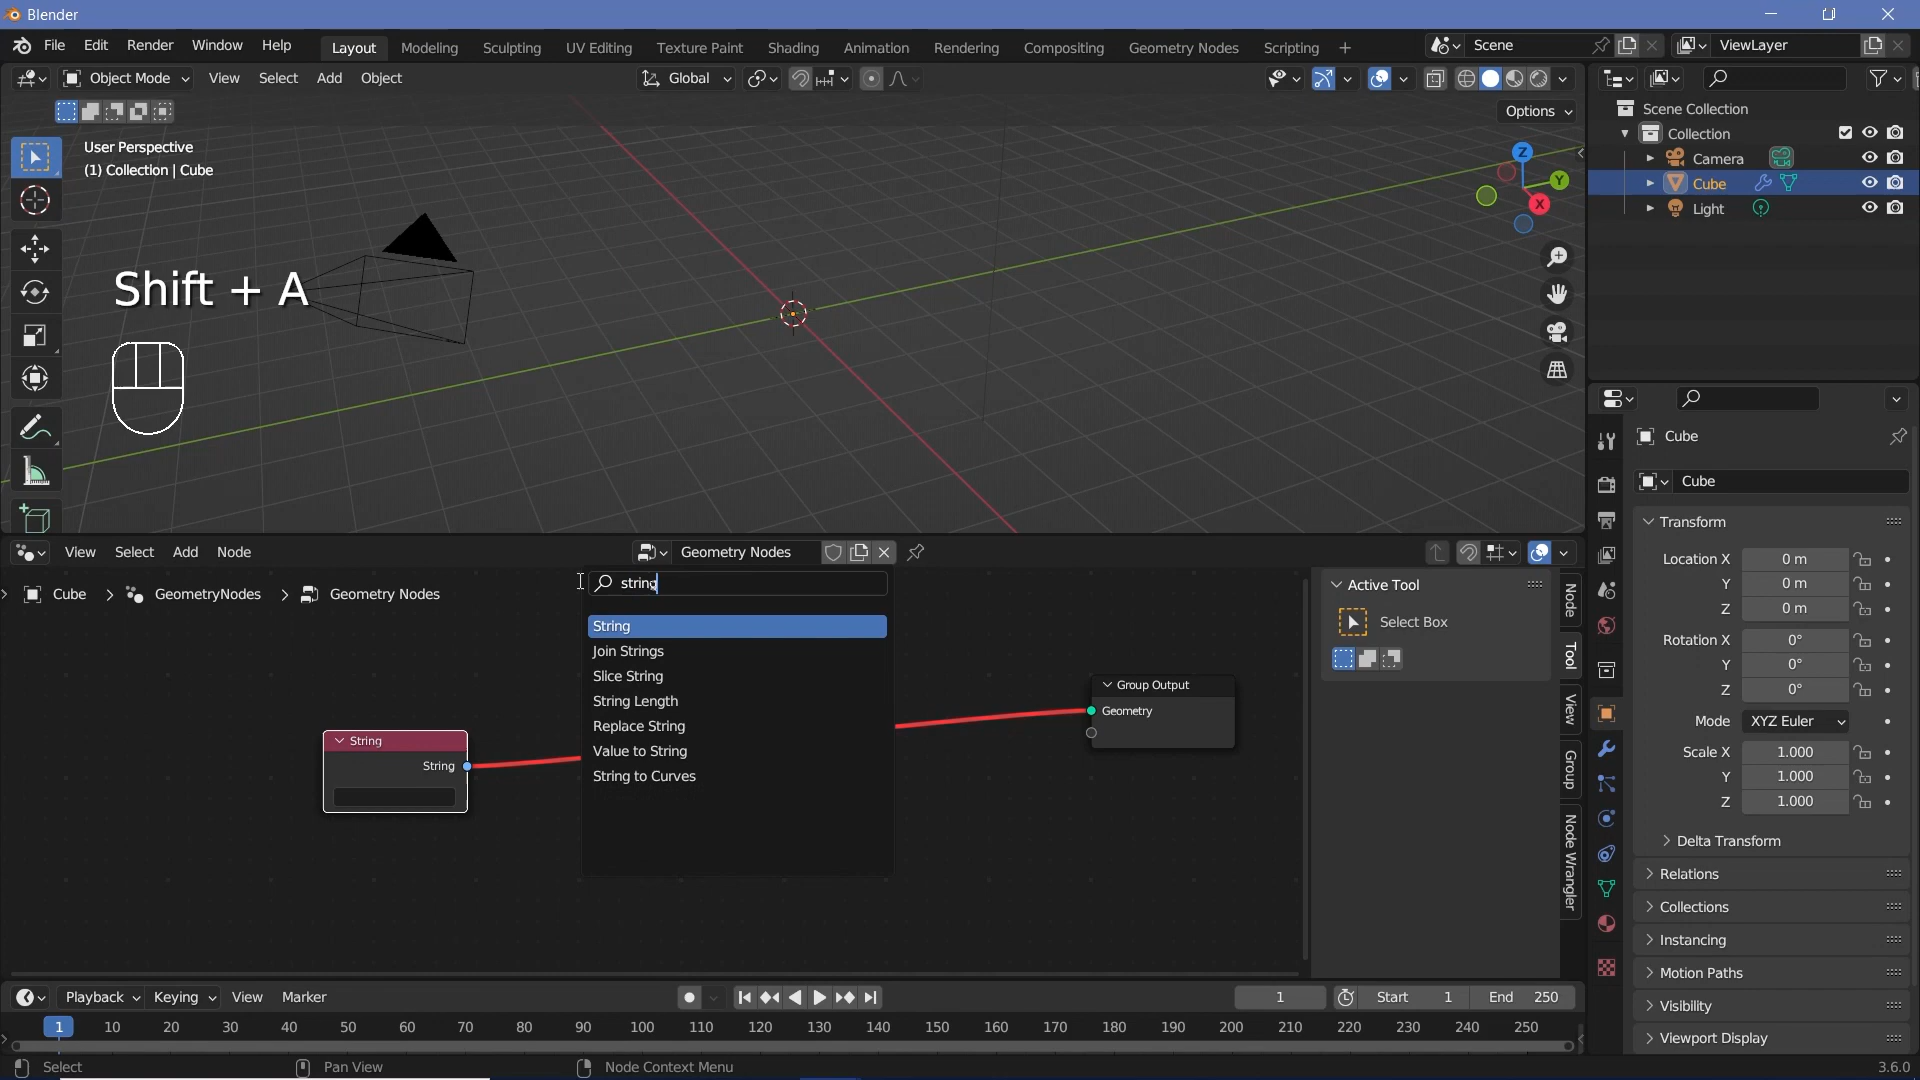 Blender
File Edit Render Window Help Layout Modeling Sculpting UV Editing Texture Paint Shading Animation Rendering Compositing Geometry Nodes Scripting + Scene ViewLayer
Object Mode View Select Add Object Global
Options
User Perspective
(1) Collection | Cube
Z
Y
X
Shift + A
Scene Collection
Collection
Camera
Cube
Light
Cube
Cube
Transform
Location X 0 m
Y 0 m
Z 0 m
Rotation X 0°
Y 0°
Z 0°
Mode XYZ Euler
Scale X 1.000
Y 1.000
Z 1.000
Delta Transform
Relations
Collections
Instancing
Motion Paths
Visibility
Viewport Display
View Select Add Node Geometry Nodes
Cube GeometryNodes Geometry Nodes
string
String
Join Strings
Slice String
String Length
Replace String
Value to String
String to Curves
String
String
Group Output
Geometry
Active Tool
Select Box
Node
Tool
View
Group
Node Wrangler
Playback Keying View Marker 1 Start 1 End 250
1 10 20 30 40 50 60 70 80 90 100 110 120 130 140 150 160 170 180 190 200 210 220 230 240 250
Select Pan View Node Context Menu 3.6.0